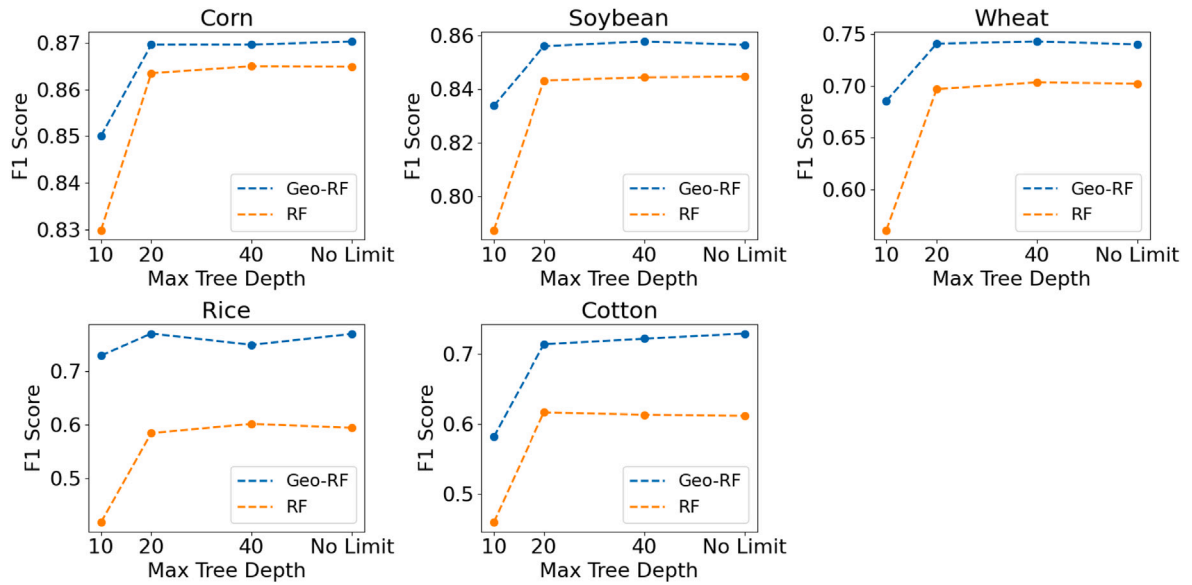 Corn
F1 Score
0.87
0.86
0.85
0.84
0.83
Geo-RF
RF
10 20 40 No Limit
Max Tree Depth
Soybean
F1 Score
0.86
0.84
0.82
0.80
Geo-RF
RF
10 20 40 No Limit
Max Tree Depth
Wheat
F1 Score
0.75
0.70
0.65
0.60
Geo-RF
RF
10 20 40 No Limit
Max Tree Depth
Rice
F1 Score
0.7
0.6
0.5
Geo-RF
RF
10 20 40 No Limit
Max Tree Depth
Cotton
F1 Score
0.7
0.6
0.5
Geo-RF
RF
10 20 40 No Limit
Max Tree Depth